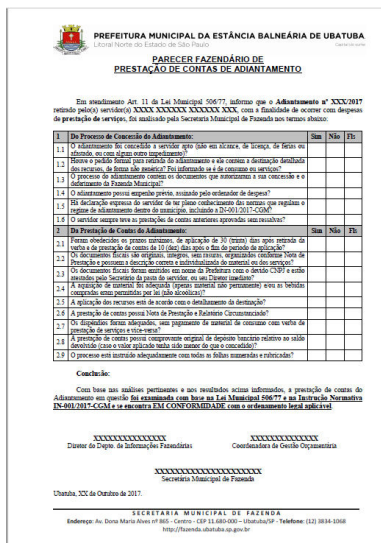 PREFEITURA MUNICIPAL DA ESTÂNCIA BALNEÁRIA DE UBATUBA
Litoral Norte do Estado de São Paulo
Capital do surfe
PARECER FAZENDÁRIO DE
PRESTAÇÃO DE CONTAS DE ADIANTAMENTO
Em atendimento Art. 11 da Lei Municipal 506/77, informo que o Adiantamento nº XXX/2017
retirado pelo(a) servidor(a) XXXX XXXXXXX XXXXXXX XXX, com a finalidade de ocorrer com despesas
de prestação de serviços, foi analisado pela Secretaria Municipal de Fazenda nos termos abaixo:
1 Do Processo de Concessão do Adiantamento: Sim Não Fls
1.1 O adiantamento foi concedido a servidor apto (não em alcance, de licença, de férias ou
afastado, ou com algum outro impedimento)?
1.2 Houve o pedido formal para retirada do adiantamento e ele contém a destinação detalhada
dos recursos, de forma não genérica? Foi informado se é de consumo ou serviços?
1.3 O processo do adiantamento contém os documentos que autorizaram a sua concessão e o
deferimento da Fazenda Municipal?
1.4 O adiantamento possui empenho prévio, assinado pelo ordenador de despesa?
1.5 Há declaração expressa do servidor de ter pleno conhecimento das normas que regulam o
regime de adiantamento dentro do município, incluindo a IN-001/2017-CGM?
1.6 O servidor sempre teve as prestações de contas anteriores aprovadas sem ressalvas?
2 Da Prestação de Contas do Adiantamento: Sim Não Fls
2.1 Foram obedecidos os prazos máximos, de aplicação de 30 (trinta) dias após retirada da
verba e de prestação de contas de 10 (dez) dias após o fim do período de aplicação?
2.2 Os documentos fiscais são originais, íntegros, sem rasuras, organizados conforme Nota de
Prestação e possuem a descrição correta e individualizada do material ou dos serviços?
2.3 Os documentos fiscais foram emitidos em nome da Prefeitura com o devido CNPJ e estão
atestados pelo Secretário da pasta do servidor, ou seu Diretor imediato?
2.4 A aquisição de material foi adequada (apenas material não permanente) e/ou as bebidas
compradas eram permitidas por lei (não alcoólicas)?
2.5 A aplicação dos recursos está de acordo com o detalhamento da destinação?
2.6 A prestação de contas possui Nota de Prestação e Relatório Circunstanciado?
2.7 Os dispêndios foram adequados, sem pagamento de material de consumo com verba de
prestação de serviços e vice-versa?
2.8 A prestação de contas possui comprovante original de depósito bancário relativo ao saldo
devolvido (caso o valor aplicado tenha sido menor do que o concedido)?
2.9 O processo está instruído adequadamente com todas as folhas numeradas e rubricadas?
Conclusão:
Com base nas análises pertinentes e nos resultados acima informados, a prestação de contas do
Adiantamento em questão foi examinada com base na Lei Municipal 506/77 e na Instrução Normativa
IN-001/2017-CGM e se encontra EM CONFORMIDADE com o ordenamento legal aplicável.
XXXXXXXXXXXXXXX XXXXXXXXXXXXXX
Diretor do Depto de Informações Fazendárias Coordenadora de Gestão Orçamentária
XXXXXXXXXXXXXXXXXXXXX
Secretária Municipal de Fazenda
Ubatuba, XX de Outubro de 2017.
SECRETARIA MUNICIPAL DE FAZENDA
Endereço: Av. Dona Maria Alves nº 865 - Centro - CEP 11.680-000 – Ubatuba/SP - Telefone: (12) 3834-1068
http://fazenda.ubatuba.sp.gov.br